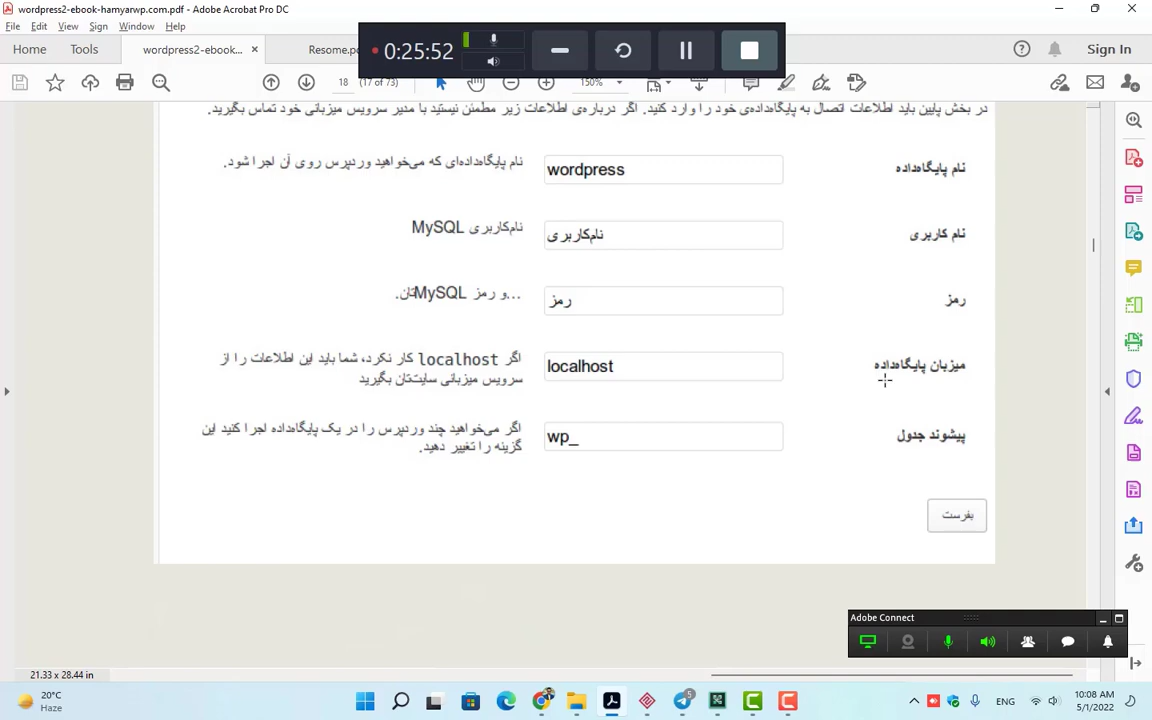 wordpress2-ebook-hamyarwp.com.pdf - Adobe Acrobat Pro DC
File Edit View Sign Window Help
Home Tools wordpress2-ebook... × Resome.p Sign In
0:25:52
18 (17 of 73) 150%
در بخش پایین باید اطلاعات اتصال به پایگاه‌داده‌ی خود را وارد کنید. اگر درباره‌ی اطلاعات زیر مطمئن نیستید با مدیر سرویس میزبانی خود تماس بگیرید.
نام پایگاه‌داده wordpress نام پایگاه‌داده‌ای که می‌خواهید وردپرس روی آن اجرا شود.
نام کاربری نام‌کاربری نام‌کاربری MySQL
رمز رمز ...و رمز MySQLتان.
میزبان پایگاه‌داده localhost اگر localhost کار نکرد، شما باید این اطلاعات را از
سرویس میزبانی سایت‌تان بگیرید
پیشوند جدول wp_ اگر می‌خواهید چند وردپرس را در یک پایگاه‌داده اجرا کنید این
گزینه را تغییر دهید.
بفرست
Adobe Connect
21.33 x 28.44 in
20°C
Haze
5
ENG
10:08 AM
5/1/2022